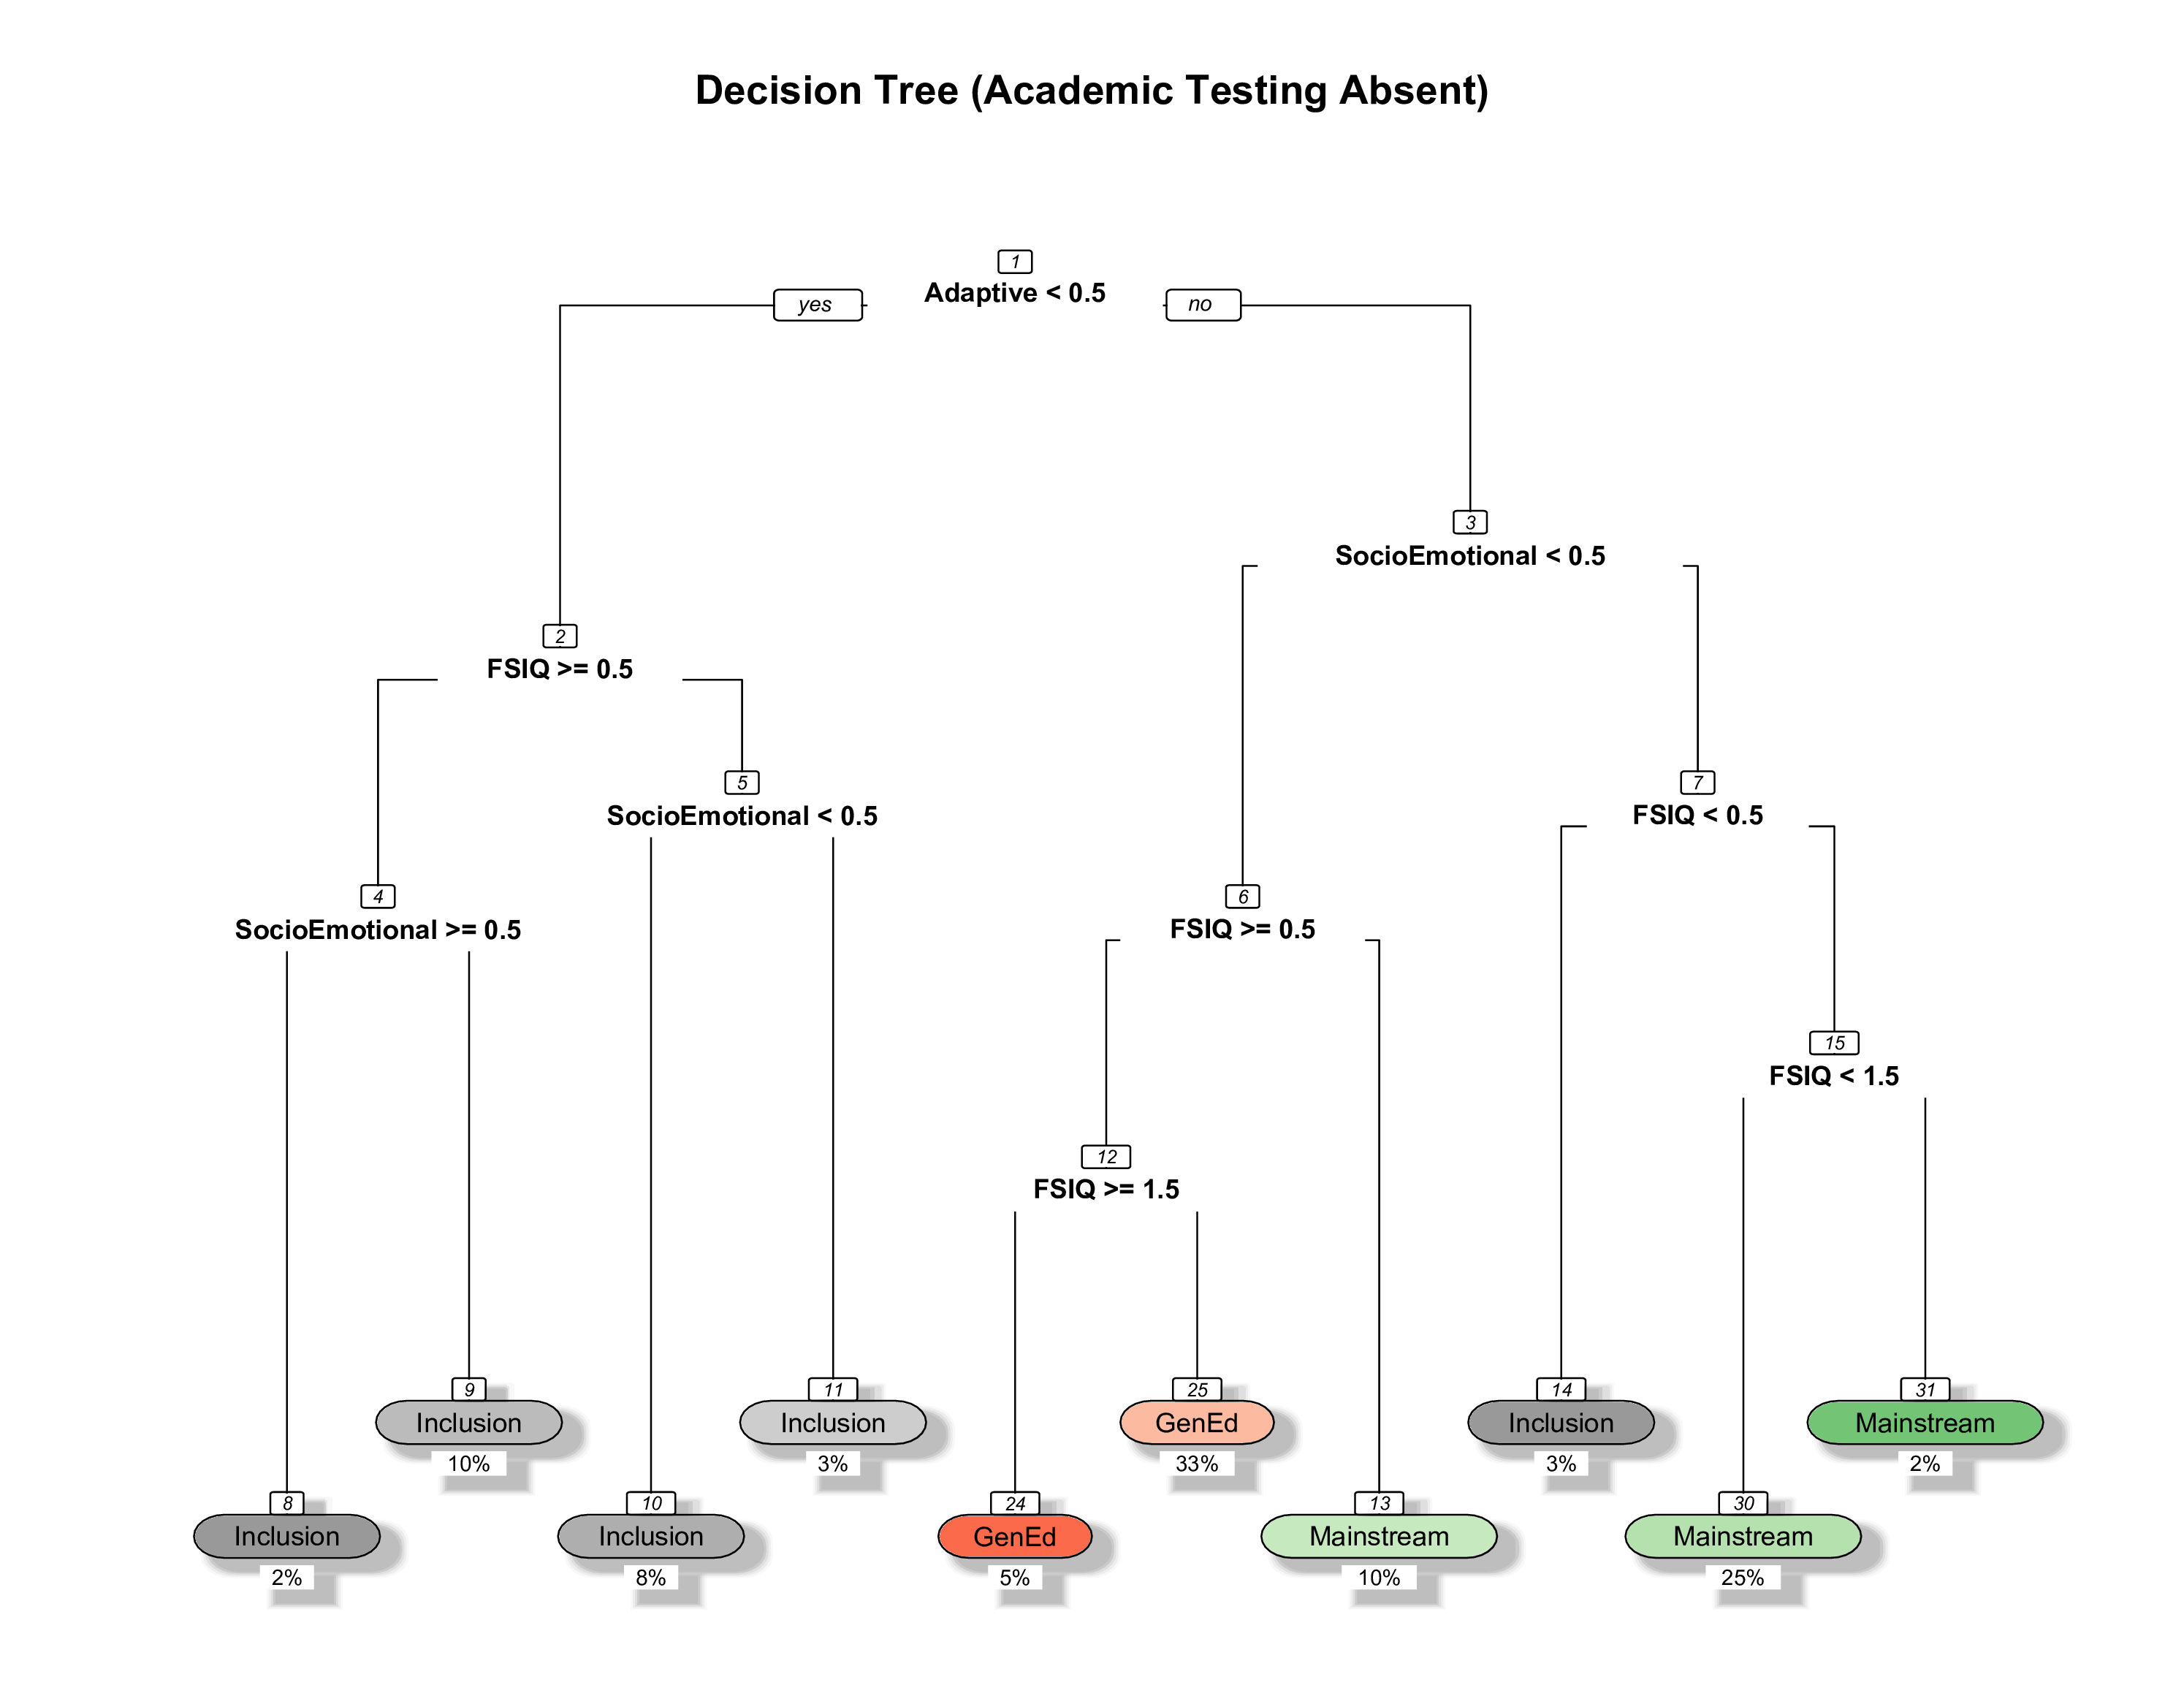 Decision Tree (Academic Testing Absent)
1
Adaptive < 0.5
yes
no
3
SocioEmotional < 0.5
2
FSIQ >= 0.5
5
SocioEmotional < 0.5
7
FSIQ < 0.5
4
SocioEmotional >= 0.5
6
FSIQ >= 0.5
15
FSIQ < 1.5
12
FSIQ >= 1.5
9
Inclusion
10%
11
Inclusion
3%
25
GenEd
33%
14
Inclusion
3%
31
Mainstream
2%
8
Inclusion
2%
10
Inclusion
8%
24
GenEd
5%
13
Mainstream
10%
30
Mainstream
25%